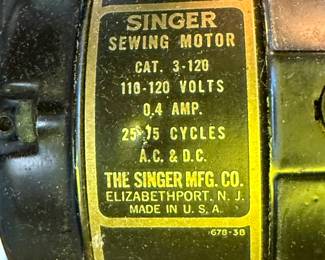 SINGER
SEWING MOTOR
CAT. 3-120
110-120 VOLTS
0.4 AMP.
25-75 CYCLES
A.C. & D.C.
THE SINGER MFG. CO.
ELIZABETHPORT, N. J.
MADE IN U. S. A.
678-3B